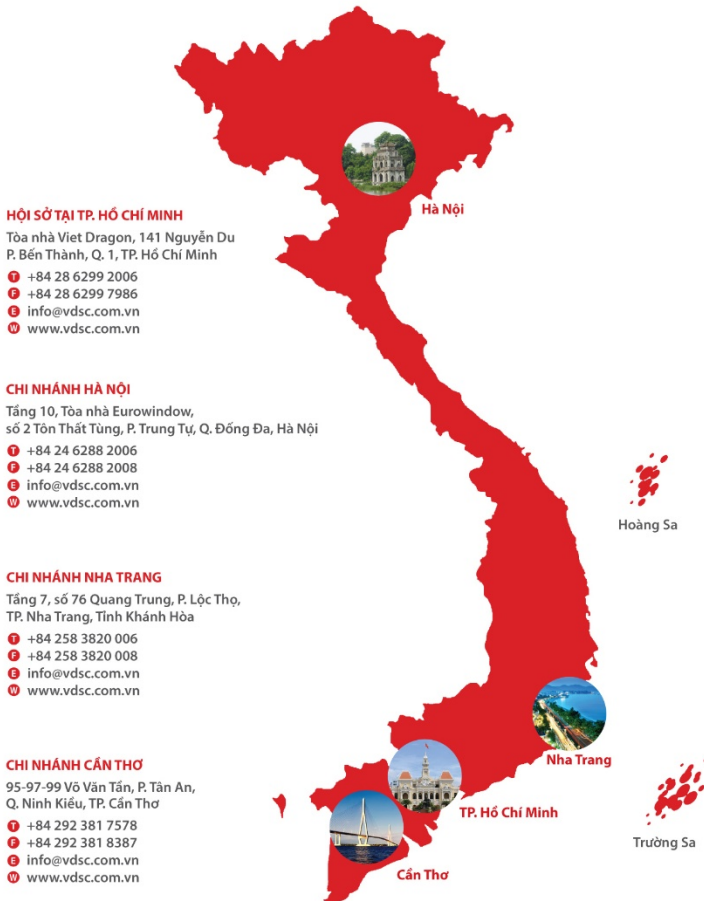 HỘI SỞ TẠI TP. HỒ CHÍ MINH
Tòa nhà Viet Dragon, 141 Nguyễn Du
P. Bến Thành, Q. 1, TP. Hồ Chí Minh
T +84 28 6299 2006
F +84 28 6299 7986
E info@vdsc.com.vn
W www.vdsc.com.vn
CHI NHÁNH HÀ NỘI
Tầng 10, Tòa nhà Eurowindow,
số 2 Tôn Thất Tùng, P. Trung Tự, Q. Đống Đa, Hà Nội
T +84 24 6288 2006
F +84 24 6288 2008
E info@vdsc.com.vn
W www.vdsc.com.vn
CHI NHÁNH NHA TRANG
Tầng 7, số 76 Quang Trung, P. Lộc Thọ,
TP. Nha Trang, Tỉnh Khánh Hòa
T +84 258 3820 006
F +84 258 3820 008
E info@vdsc.com.vn
W www.vdsc.com.vn
CHI NHÁNH CẦN THƠ
95-97-99 Võ Văn Tần, P. Tân An,
Q. Ninh Kiều, TP. Cần Thơ
T +84 292 381 7578
F +84 292 381 8387
E info@vdsc.com.vn
W www.vdsc.com.vn
Hà Nội
Hoàng Sa
Nha Trang
TP. Hồ Chí Minh
Trường Sa
Cần Thơ